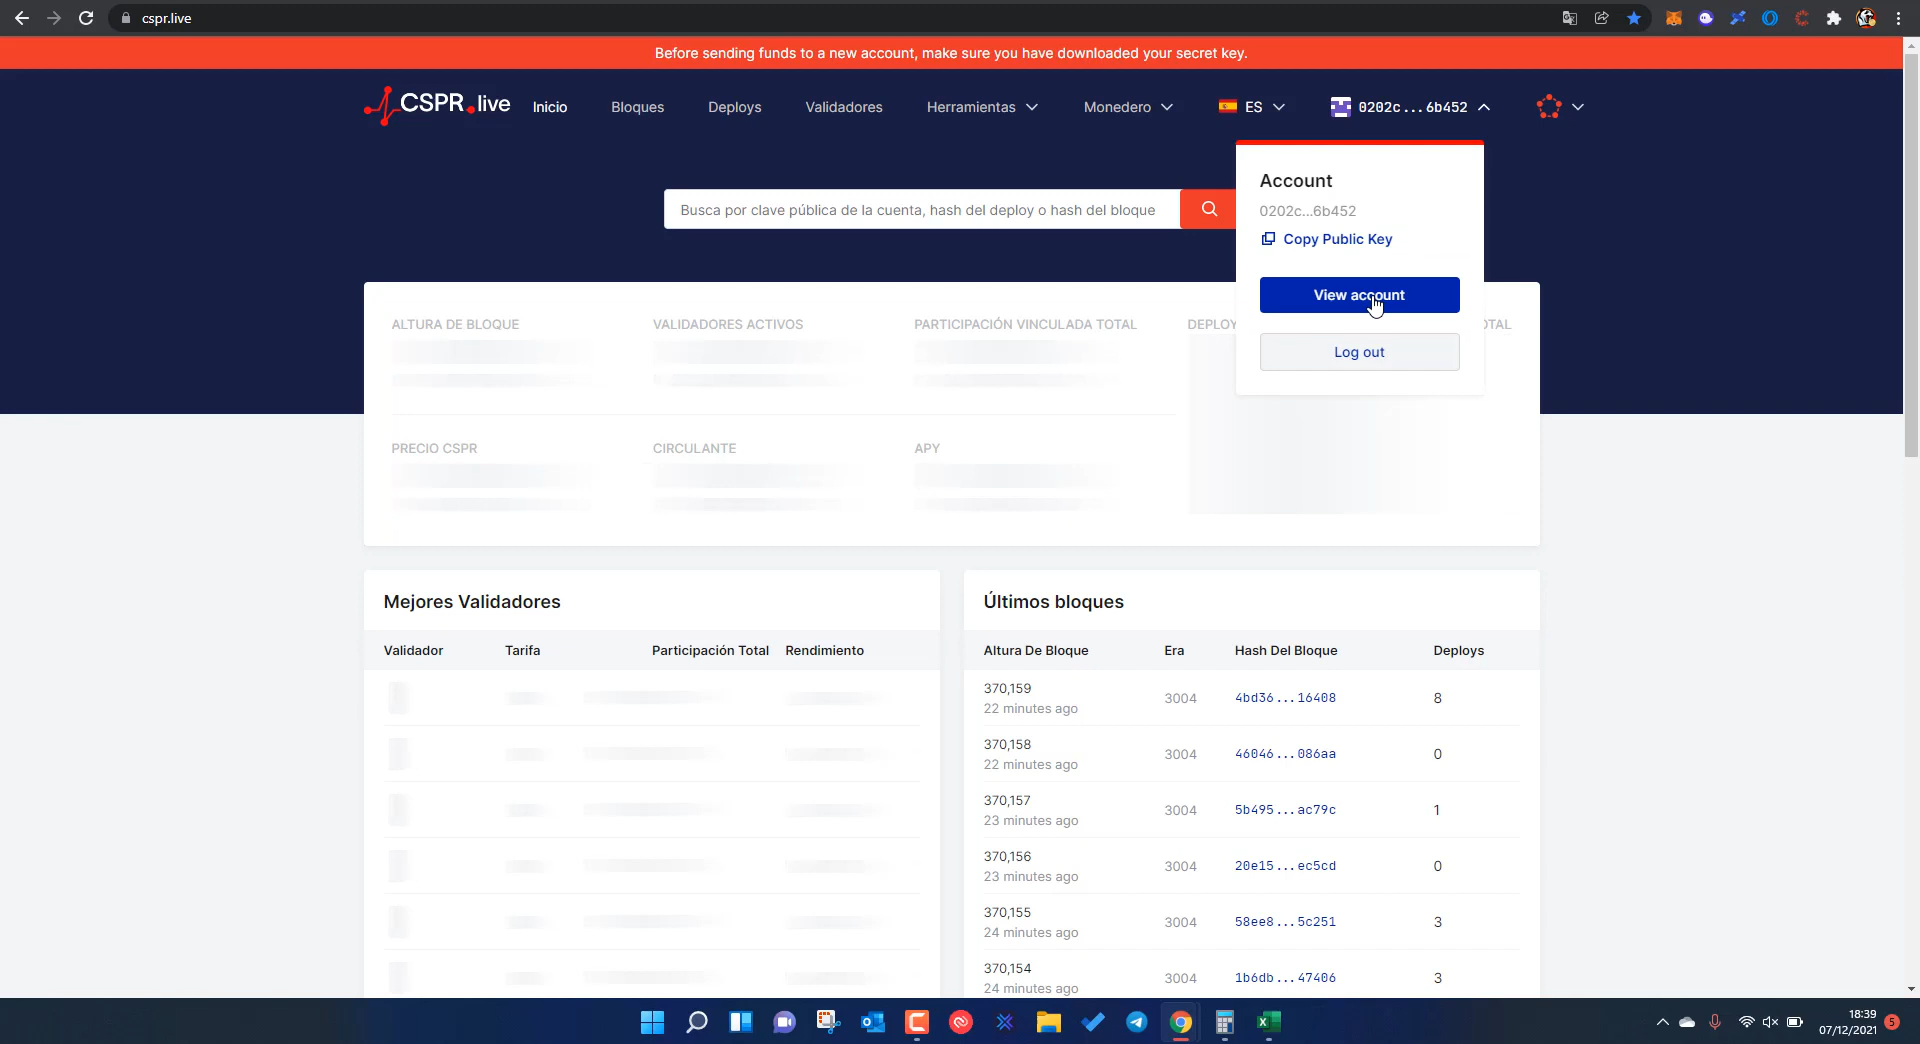 cspr.live
Before sending funds to a new account, make sure you have downloaded your secret key.
CSPR.live
Inicio
Bloques
Deploys
Validadores
Herramientas
Monedero
ES
0202c...6b452
Account
0202c...6b452
Copy Public Key
View account
Log out
Busca por clave pública de la cuenta, hash del deploy o hash del bloque
ALTURA DE BLOQUE
VALIDADORES ACTIVOS
PARTICIPACIÓN VINCULADA TOTAL
DEPLOY
OTAL
PRECIO CSPR
CIRCULANTE
APY
Mejores Validadores
Validador Tarifa Participación Total Rendimiento
Últimos bloques
Altura De Bloque Era Hash Del Bloque Deploys
370,159 3004 4bd36...16408 8
22 minutes ago
370,158 3004 46046...086aa 0
22 minutes ago
370,157 3004 5b495...ac79c 1
23 minutes ago
370,156 3004 20e15...ec5cd 0
23 minutes ago
370,155 3004 58ee8...5c251 3
24 minutes ago
370,154 3004 1b6db...47406 3
24 minutes ago
18:39
07/12/2021
5